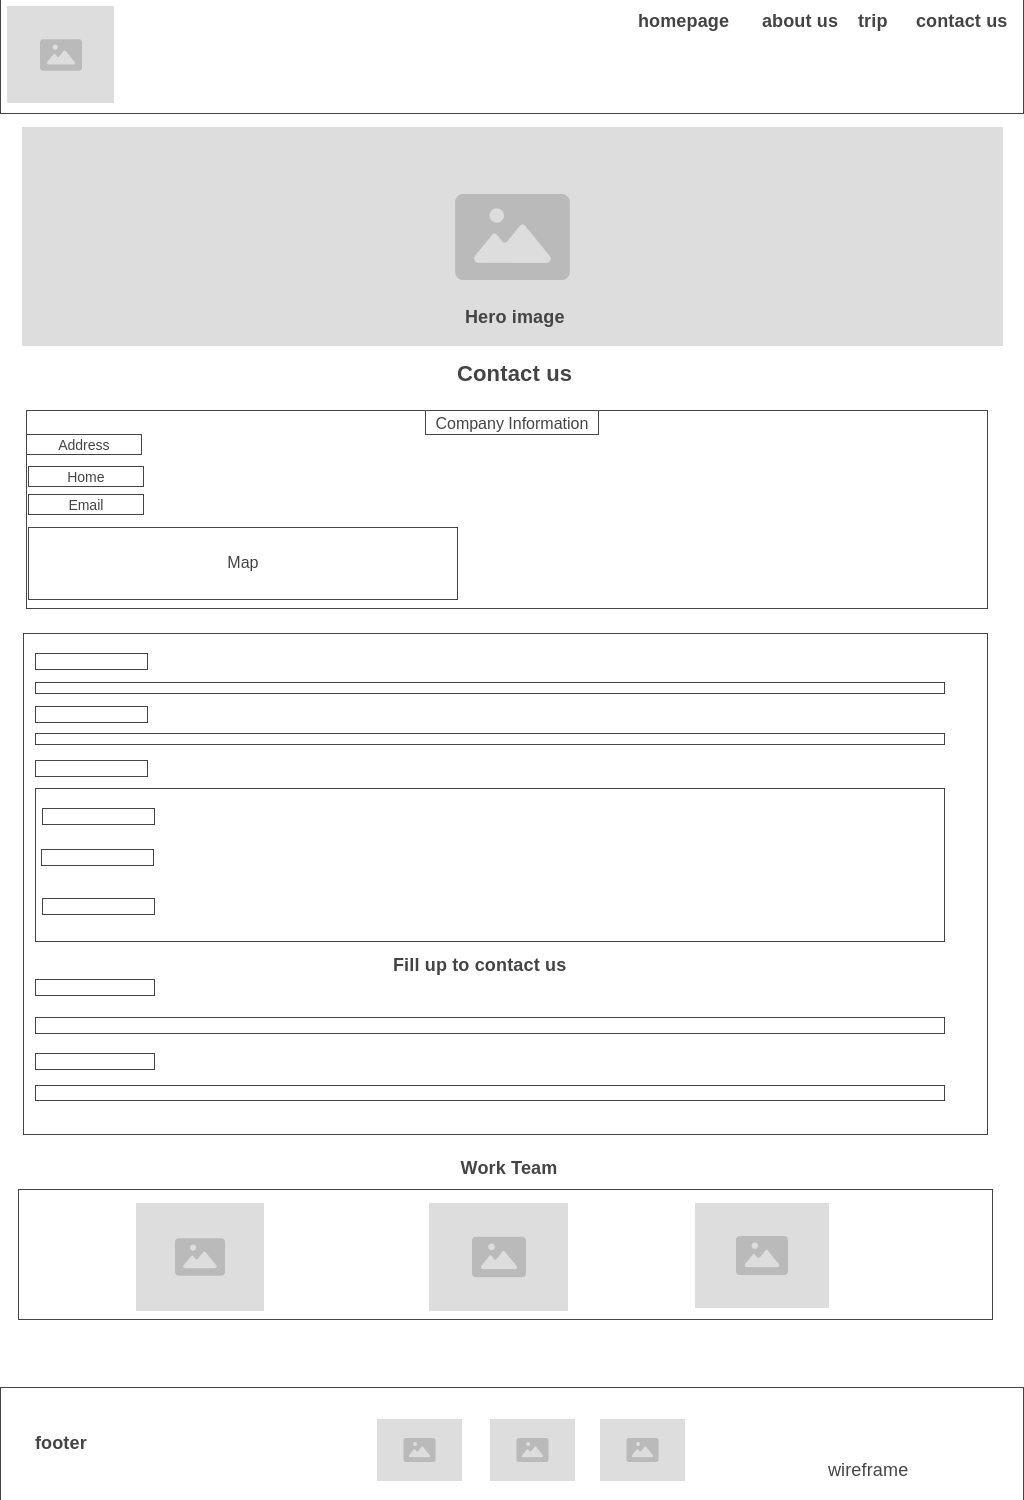 homepage about us trip contact us
Hero image
Contact us
Company Information
Address
Home
Email
Map
Fill up to contact us
Work Team
footer
wireframe